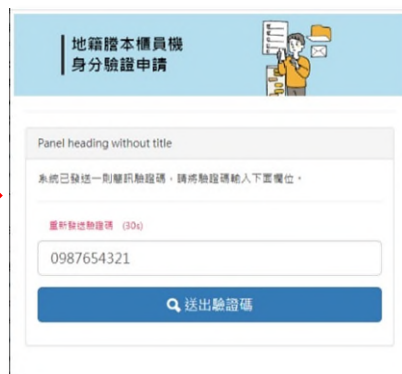 地籍謄本櫃員機
身分驗證申請
Panel heading without title
系統已發送一則簡訊驗證碼，請將驗證碼輸入下面欄位。
重新發送驗證碼 (30s)
0987654321
送出驗證碼